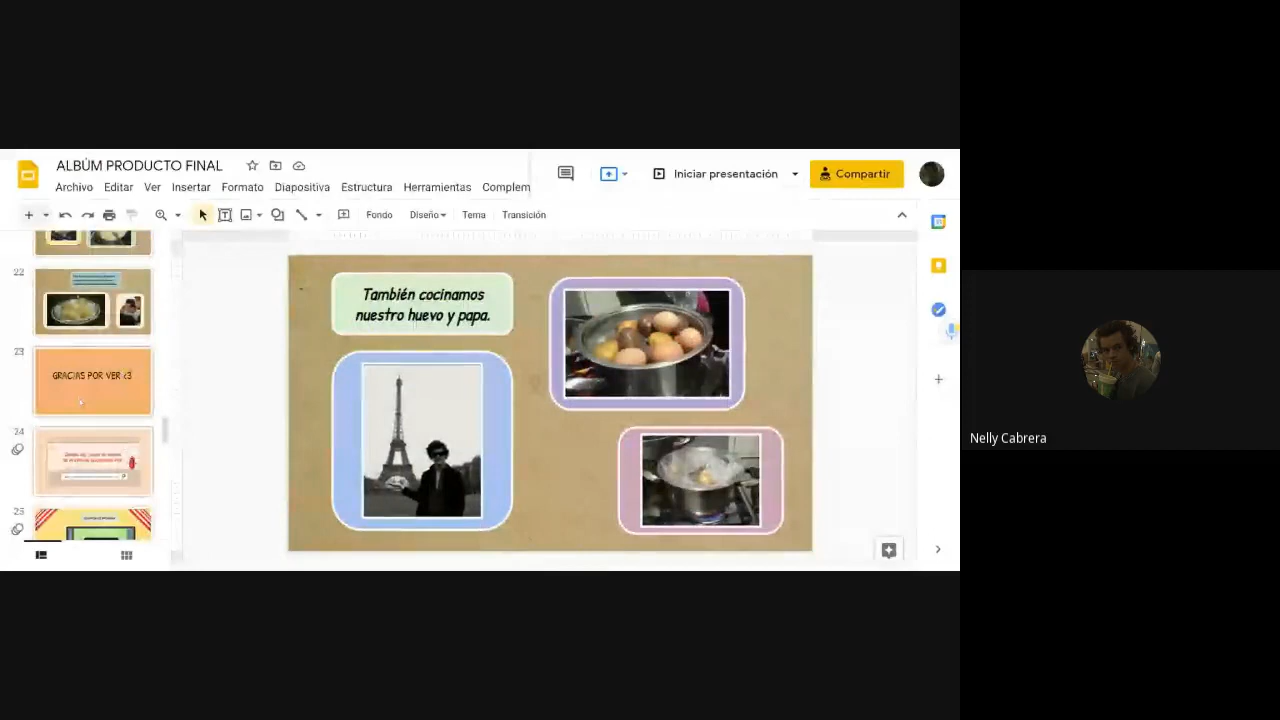 ALBÚM PRODUCTO FINAL
Archivo Editar Ver Insertar Formato Diapositiva Estructura Herramientas Complem
Iniciar presentación
Compartir
Fondo Diseño Tema Transición
22
23
GRACIAS POR VER <3
24
25
También cocinamos
nuestro huevo y papa.
Nelly Cabrera